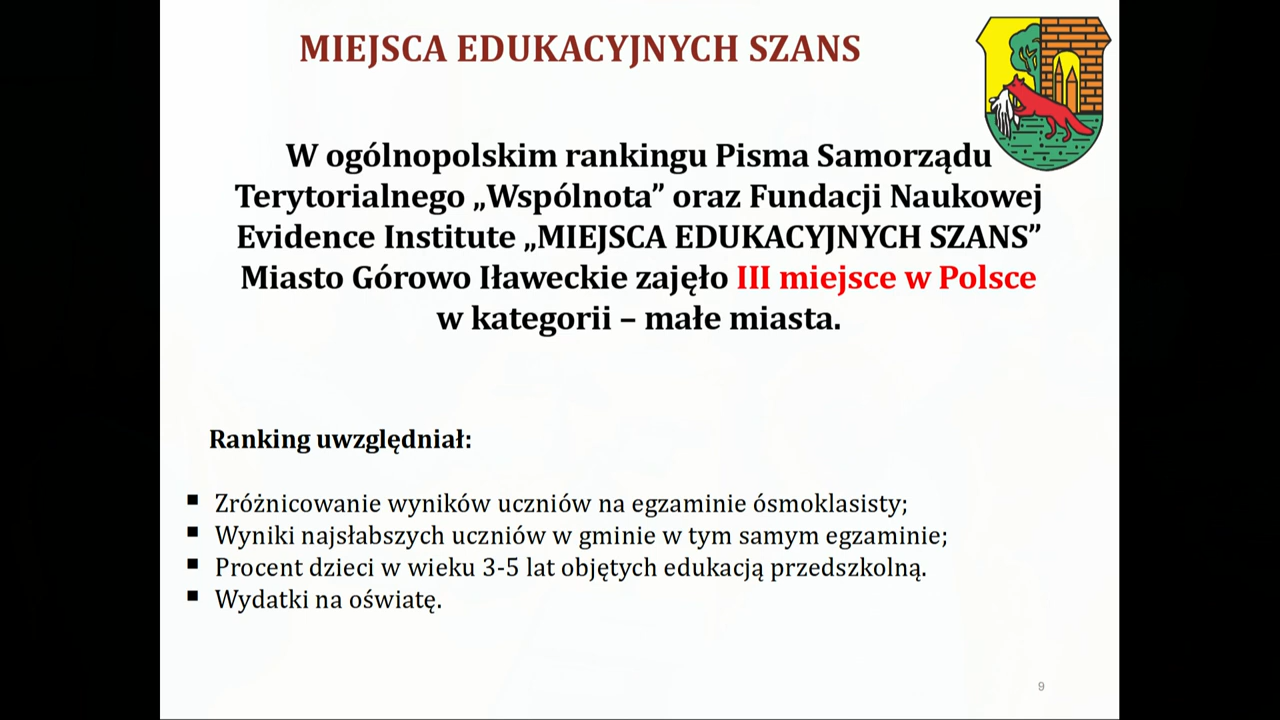 MIEJSCA EDUKACYJNYCH SZANS
W ogólnopolskim rankingu Pisma Samorządu
Terytorialnego „Wspólnota” oraz Fundacji Naukowej
Evidence Institute „MIEJSCA EDUKACYJNYCH SZANS”
Miasto Górowo Iławeckie zajęło III miejsce w Polsce
w kategorii – małe miasta.
Ranking uwzględniał:
▪ Zróżnicowanie wyników uczniów na egzaminie ósmoklasisty;
▪ Wyniki najsłabszych uczniów w gminie w tym samym egzaminie;
▪ Procent dzieci w wieku 3-5 lat objętych edukacją przedszkolną.
▪ Wydatki na oświatę.
9